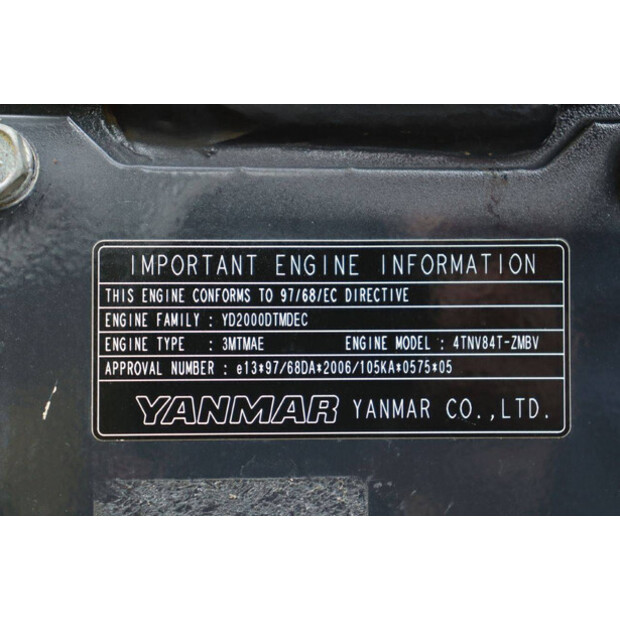 IMPORTANT ENGINE INFORMATION
THIS ENGINE CONFORMS TO 97/68/EC DIRECTIVE
ENGINE FAMILY : YD2000DTMDEC
ENGINE TYPE : 3MTMAE ENGINE MODEL : 4TNV84T-ZMBV
APPROVAL NUMBER : e13*97/68DA*2006/105KA*0575*05
YANMAR YANMAR CO.,LTD.